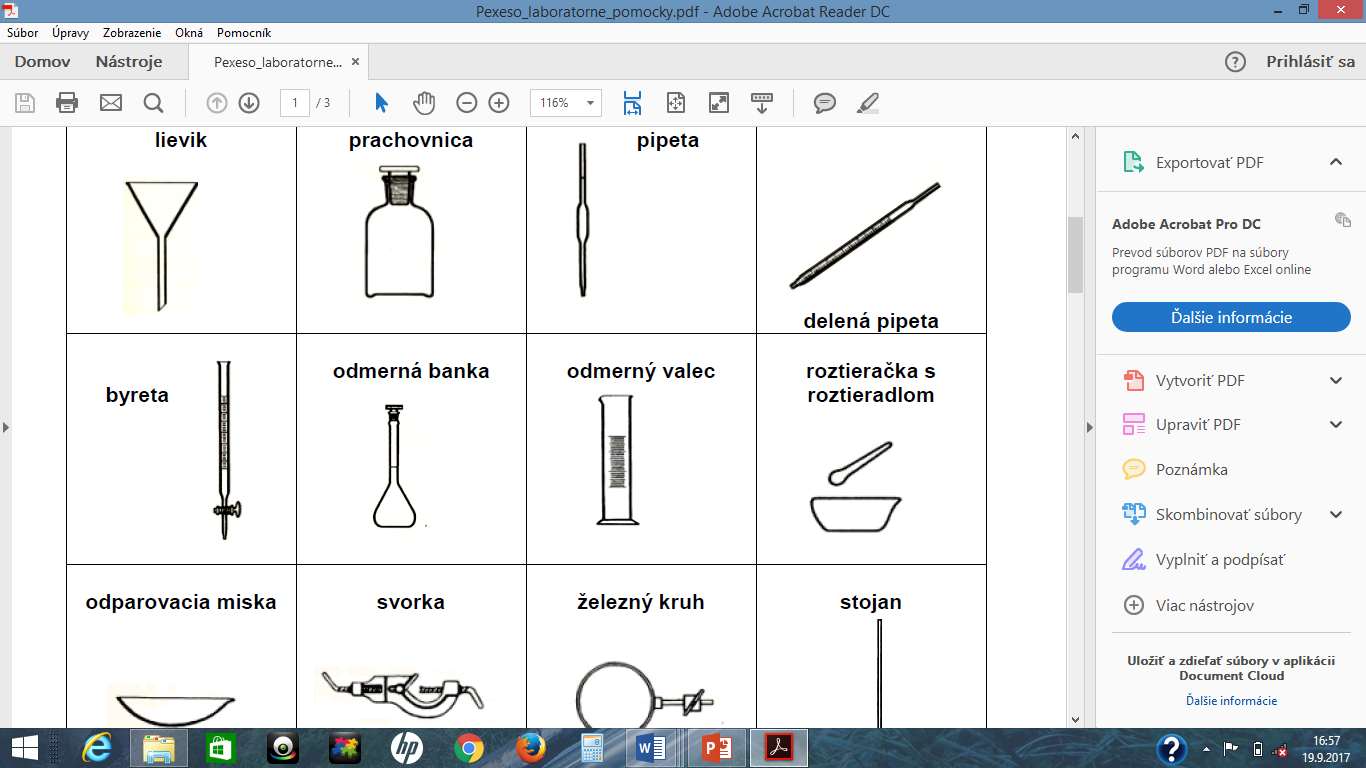 Pexeso_laboratorne_pomocky.pdf - Adobe Acrobat Reader DC
Súbor Úpravy Zobrazenie Okná Pomocník
Domov Nástroje Pexeso_laboratorne... × ? Prihlásiť sa
1 / 3 116%
lievik
prachovnica
pipeta
delená pipeta
byreta
odmerná banka
odmerný valec
roztieračka s
roztieradlom
odparovacia miska
svorka
železný kruh
stojan
Exportovať PDF
Adobe Acrobat Pro DC
Prevod súborov PDF na súbory
programu Word alebo Excel online
Ďalšie informácie
Vytvoriť PDF
Upraviť PDF
Poznámka
Skombinovať súbory
Vyplniť a podpísať
Viac nástrojov
Uložiť a zdieľať súbory v aplikácii
Document Cloud
Ďalšie informácie
hp
16:57
19.9.2017